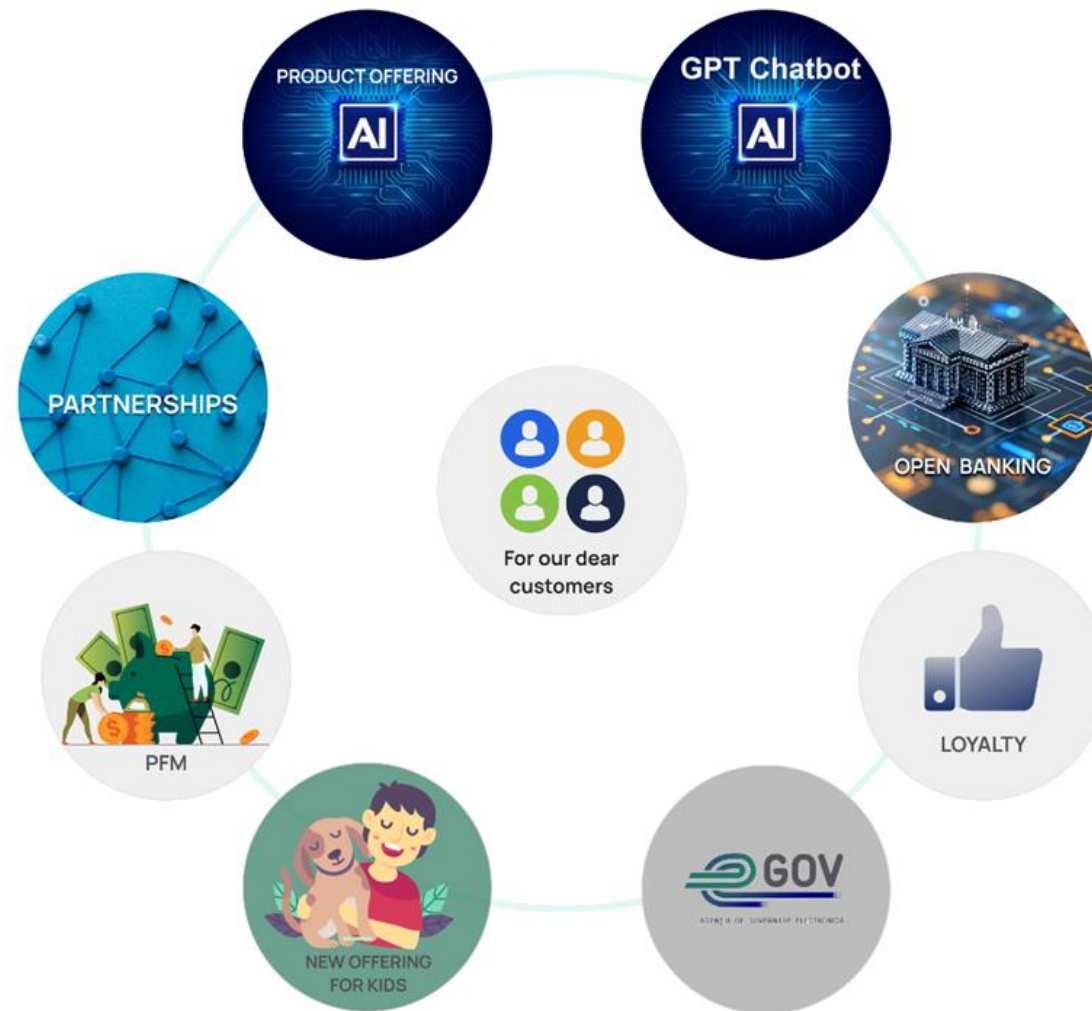 PRODUCT OFFERING
AI
GPT Chatbot
AI
PARTNERSHIPS
OPEN BANKING
For our dear
customers
PFM
LOYALTY
NEW OFFERING
FOR KIDS
GOV